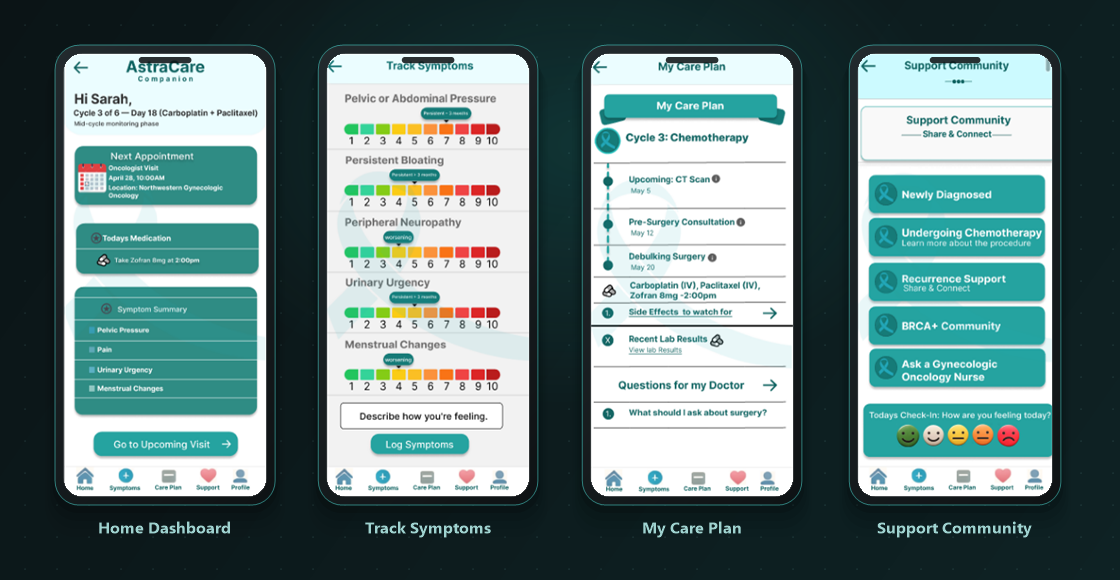 AstraCare
Companion
Hi Sarah,
Cycle 3 of 6 — Day 18 (Carboplatin + Paclitaxel)
Mid-cycle monitoring phase
Next Appointment
Oncologist Visit
April 28, 10:00AM
Location: Northwestern Gynecologic
Oncology
Todays Medication
Take Zofran 8mg at 2:00pm
Symptom Summary
Pelvic Pressure
Pain
Urinary Urgency
Menstrual Changes
Go to Upcoming Visit
Home
Symptoms
Care Plan
Support
Profile
Home Dashboard
Track Symptoms
Pelvic or Abdominal Pressure
Persistent > 3 months
1 2 3 4 5 6 7 8 9 10
Persistent Bloating
Persistent > 3 months
1 2 3 4 5 6 7 8 9 10
Peripheral Neuropathy
worsening
1 2 3 4 5 6 7 8 9 10
Urinary Urgency
Persistent > 3 months
1 2 3 4 5 6 7 8 9 10
Menstrual Changes
worsening
1 2 3 4 5 6 7 8 9 10
Describe how you're feeling.
Log Symptoms
Home
Symptoms
Care Plan
Support
Profile
Track Symptoms
My Care Plan
My Care Plan
Cycle 3: Chemotherapy
Upcoming: CT Scan
May 5
Pre-Surgery Consultation
May 12
Debulking Surgery
May 20
Carboplatin (IV), Paclitaxel (IV),
Zofran 8mg -2:00pm
1. Side Effects to watch for
X Recent Lab Results
View lab Results
Questions for my Doctor
1. What should I ask about surgery?
Home
Symptoms
Care Plan
Support
Profile
My Care Plan
Support Community
Support Community
Share & Connect
Newly Diagnosed
Undergoing Chemotherapy
Learn more about the procedure
Recurrence Support
Share & Connect
BRCA+ Community
Ask a Gynecologic
Oncology Nurse
Todays Check-In: How are you feeling today?
Home
Symptoms
Care Plan
Support
Profile
Support Community